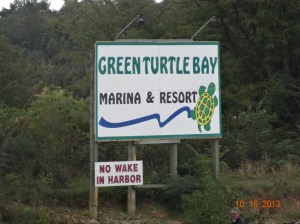 GREEN TURTLE BAY
MARINA & RESORT
NO WAKE
IN HARBOR
10 16 2013